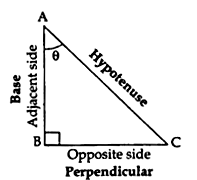 A
θ
Hypotenuse
Base
Adjacent side
B
C
Opposite side
Perpendicular